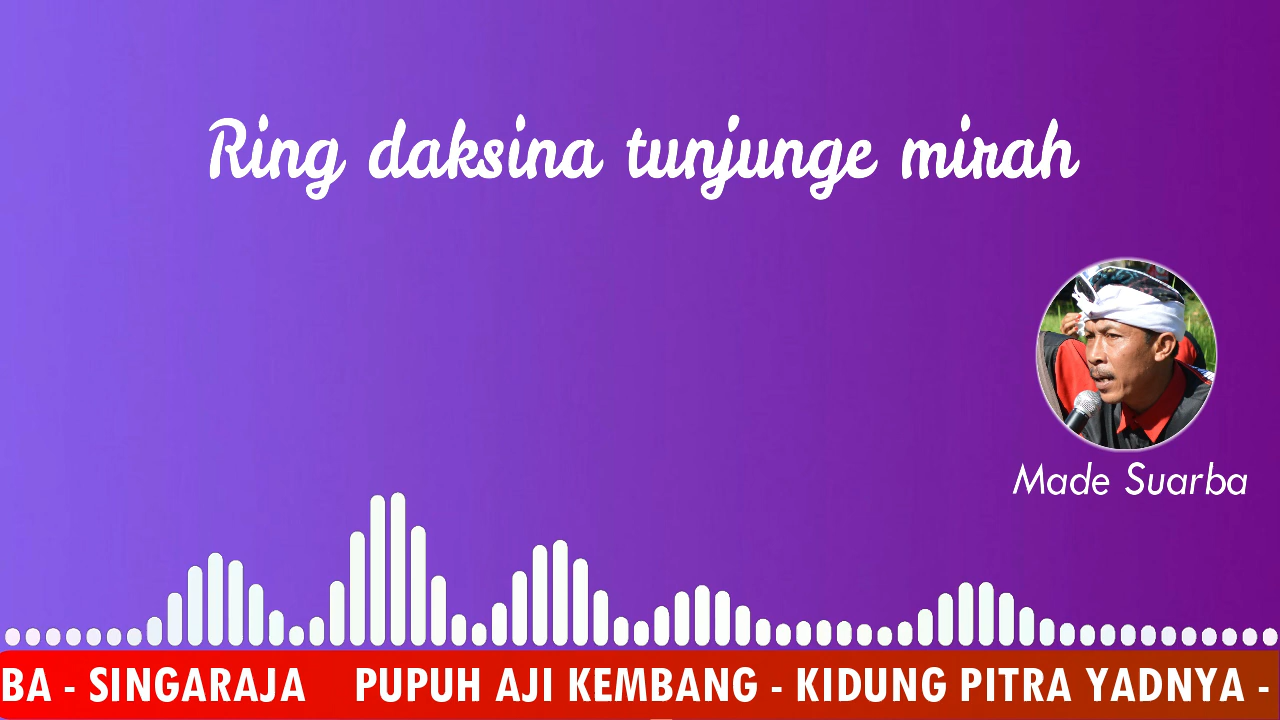 Ring daksina tunjunge mirah
Made Suarba
BA - SINGARAJA PUPUH AJI KEMBANG - KIDUNG PITRA YADNYA -